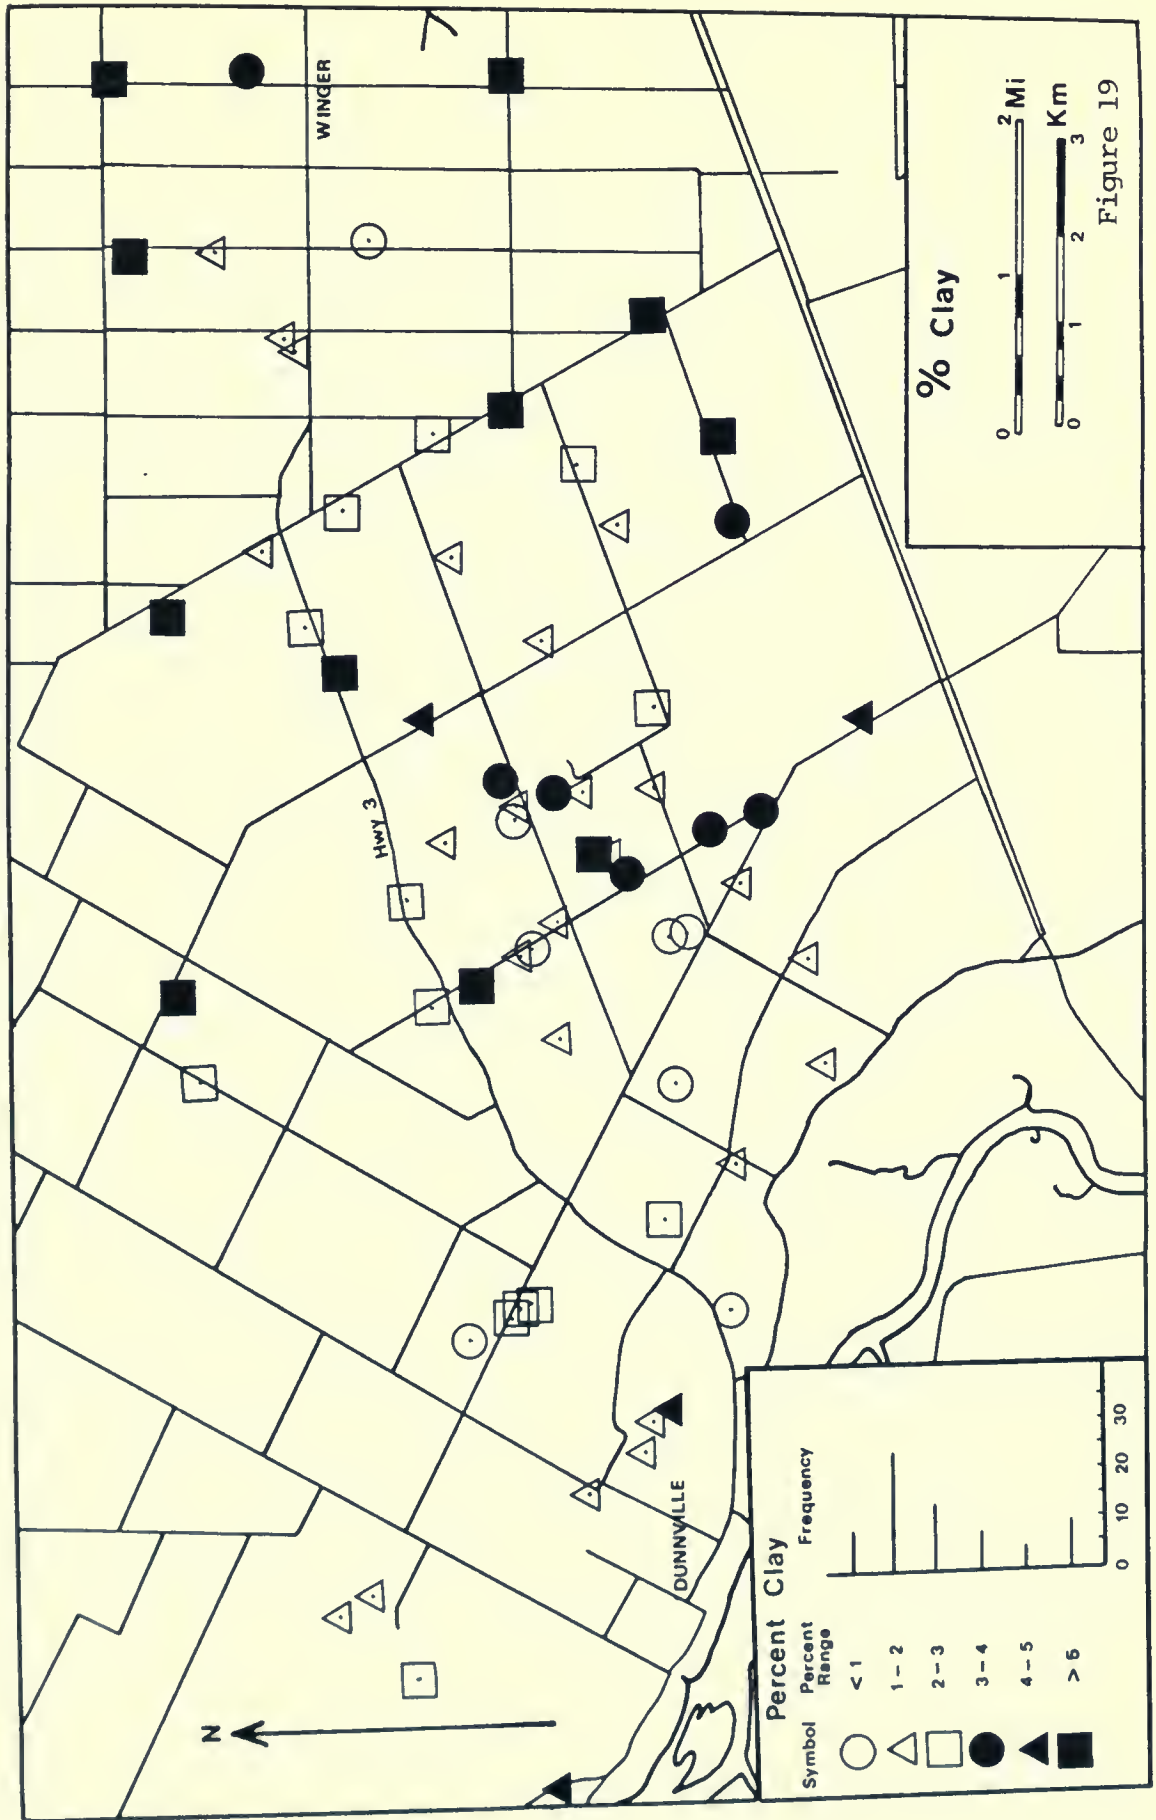 WINGER
Hwy 3
DUNNVILLE
N
% Clay
0 1 2 Mi
0 1 2 3 Km
Figure 19
Percent Clay
Symbol Percent Range Frequency
< 1
1 - 2
2 - 3
3 - 4
4 - 5
> 5
0 10 20 30